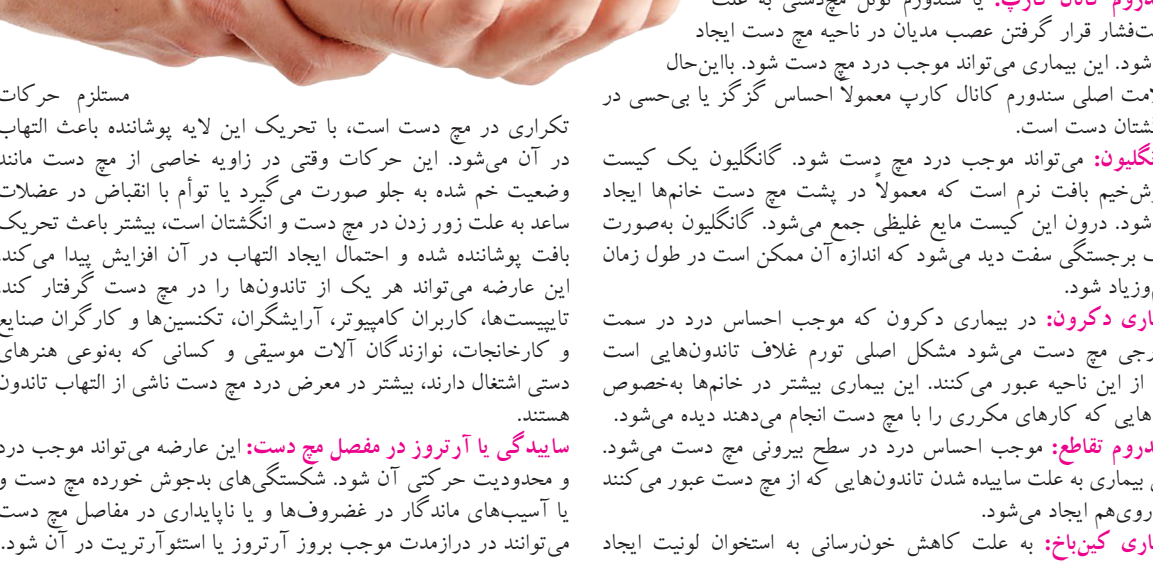 کانال کارپ: یا سندورم تونل مچ‌دستی به علت
قرار گرفتن عصب مدیان در ناحیه مچ دست ایجاد
شود. این بیماری می‌تواند موجب درد مچ دست شود. بااین‌حال
اصلی سندورم کانال کارپ معمولاً احساس گزگز یا بی‌حسی در
دست است.
می‌تواند موجب درد مچ دست شود. گانگلیون یک کیست
بافت نرم است که معمولاً در پشت مچ دست خانم‌ها ایجاد
شود. درون این کیست مایع غلیظی جمع می‌شود. گانگلیون به‌صورت
برجستگی سفت دید می‌شود که اندازه آن ممکن است در طول زمان
وزیاد شود.
دکرون: در بیماری دکرون که موجب احساس درد در سمت
مچ دست می‌شود مشکل اصلی تورم غلاف تاندون‌هایی است
از این ناحیه عبور می‌کنند. این بیماری بیشتر در خانم‌ها به‌خصوص
که کارهای مکرری را با مچ دست انجام می‌دهند دیده می‌شود.
تقاطع: موجب احساس درد در سطح بیرونی مچ دست می‌شود.
بیماری به علت ساییده شدن تاندون‌هایی که از مچ دست عبور می‌کنند
روی‌هم ایجاد می‌شود.
کین‌باخ: به علت کاهش خون‌رسانی به استخوان لونیت ایجاد
مستلزم حرکات
تکراری در مچ دست است، با تحریک این لایه پوشاننده باعث التهاب
در آن می‌شود. این حرکات وقتی در زاویه خاصی از مچ دست مانند
وضعیت خم شده به جلو صورت می‌گیرد یا توأم با انقباض در عضلات
ساعد به علت زور زدن در مچ دست و انگشتان است، بیشتر باعث تحریک
بافت پوشاننده شده و احتمال ایجاد التهاب در آن افزایش پیدا می‌کند.
این عارضه می‌تواند هر یک از تاندون‌ها را در مچ دست گرفتار کند.
تایپیست‌ها، کاربران کامپیوتر، آرایشگران، تکنسین‌ها و کارگران صنایع
و کارخانجات، نوازندگان آلات موسیقی و کسانی که به‌نوعی هنرهای
دستی اشتغال دارند، بیشتر در معرض درد مچ دست ناشی از التهاب تاندون
هستند.
ساییدگی یا آرتروز در مفصل مچ دست: این عارضه می‌تواند موجب درد
و محدودیت حرکتی آن شود. شکستگی‌های بدجوش خورده مچ دست و
یا آسیب‌های ماندگار در غضروف‌ها و یا ناپایداری در مفاصل مچ دست
می‌توانند در درازمدت موجب بروز آرتروز یا استئوآرتریت در آن شود.